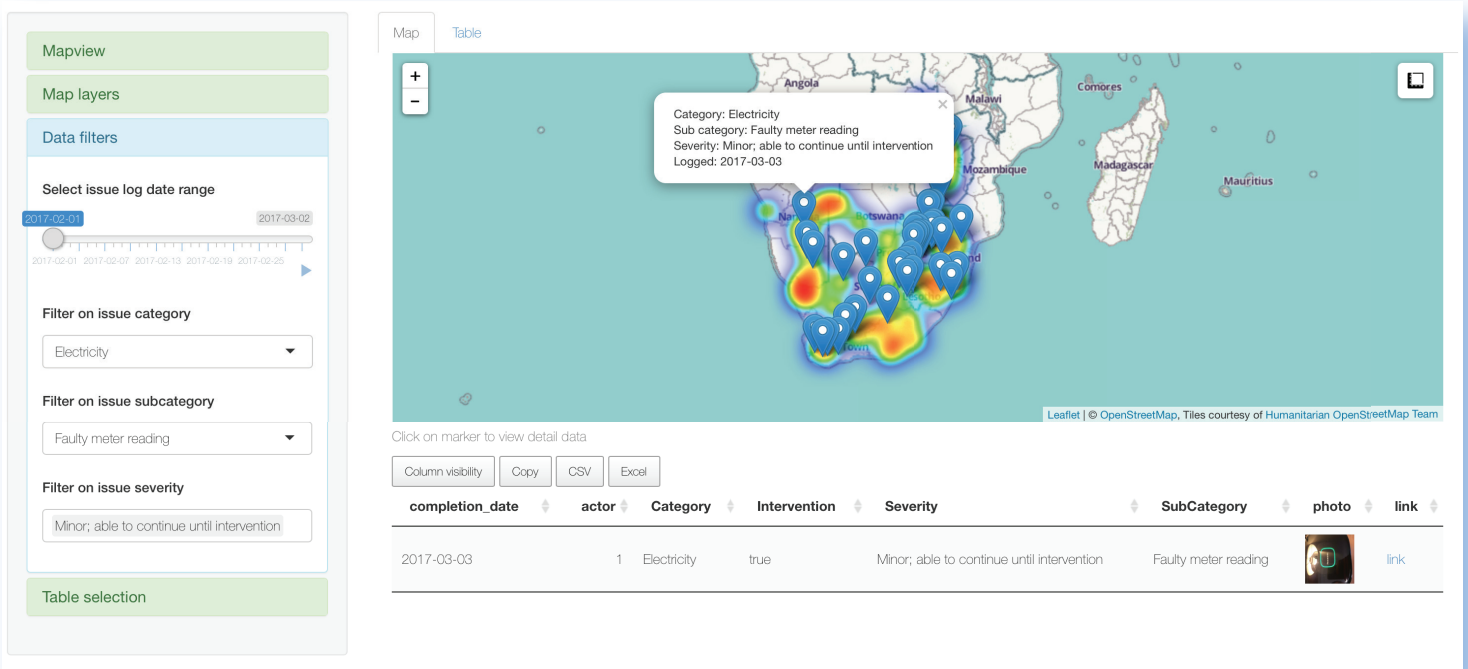 Mapview
Map layers
Data filters
Select issue log date range
2017-02-01
2017-03-02
2017-02-01 2017-02-07 2017-02-13 2017-02-19 2017-02-25
Filter on issue category
Electricity
Filter on issue subcategory
Faulty meter reading
Filter on issue severity
Minor; able to continue until intervention
Table selection
Map Table
+
−
Angola
Malawi
Comores
Category: Electricity
Sub category: Faulty meter reading
Severity: Minor; able to continue until intervention
Logged: 2017-03-03
×
Mozambique
Madagascar
Mauritius
Botswana
Leaflet | © OpenStreetMap, Tiles courtesy of Humanitarian OpenStreetMap Team
Click on marker to view detail data
Column visibility Copy CSV Excel
completion_date actor Category Intervention Severity SubCategory photo link
2017-03-03 1 Electricity true Minor; able to continue until intervention Faulty meter reading link